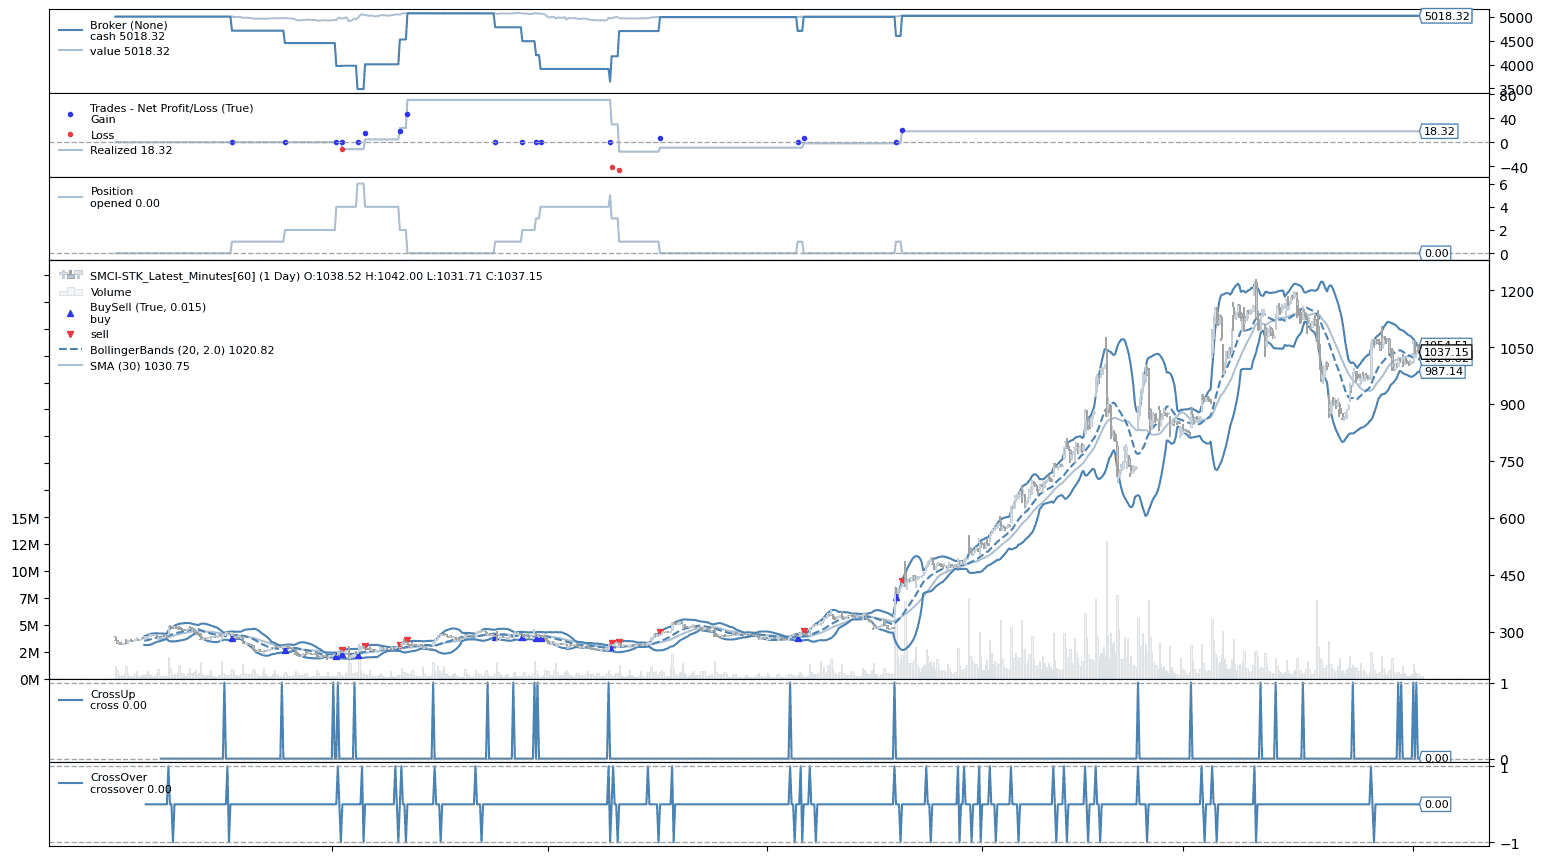 Broker (None)
cash 5018.32
value 5018.32
5018.32
5000
4500
4000
3500
Trades - Net Profit/Loss (True)
Gain
Loss
Realized 18.32
80
40
18.32
0
−40
Position
opened 0.00
6
4
2
0
0.00
SMCI-STK_Latest_Minutes[60] (1 Day) O:1038.52 H:1042.00 L:1031.71 C:1037.15
Volume
BuySell (True, 0.015)
buy
sell
BollingerBands (20, 2.0) 1020.82
SMA (30) 1030.75
1200
1050
1054.51
1037.15
1020.82
987.14
900
750
600
450
300
15M
12M
10M
7M
5M
2M
0M
CrossUp
cross 0.00
1
0
0.00
CrossOver
crossover 0.00
1
0.00
−1